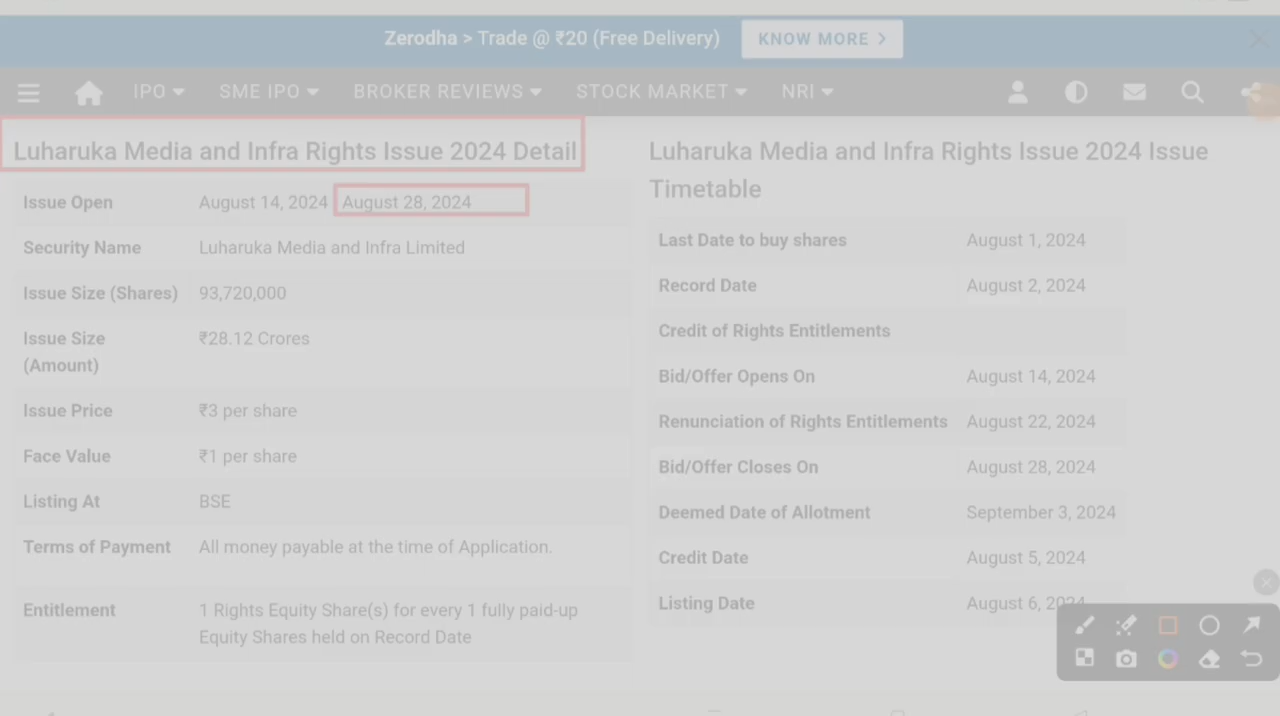 Zerodha > Trade @ ₹20 (Free Delivery) KNOW MORE
IPO SME IPO BROKER REVIEWS STOCK MARKET NRI
Luharuka Media and Infra Rights Issue 2024 Detail
Issue Open August 14, 2024 August 28, 2024
Security Name Luharuka Media and Infra Limited
Issue Size (Shares) 93,720,000
Issue Size ₹28.12 Crores
(Amount)
Issue Price ₹3 per share
Face Value ₹1 per share
Listing At BSE
Terms of Payment All money payable at the time of Application.
Entitlement 1 Rights Equity Share(s) for every 1 fully paid-up
Equity Shares held on Record Date
Luharuka Media and Infra Rights Issue 2024 Issue
Timetable
Last Date to buy shares August 1, 2024
Record Date August 2, 2024
Credit of Rights Entitlements
Bid/Offer Opens On August 14, 2024
Renunciation of Rights Entitlements August 22, 2024
Bid/Offer Closes On August 28, 2024
Deemed Date of Allotment September 3, 2024
Credit Date August 5, 2024
Listing Date August 6, 2024